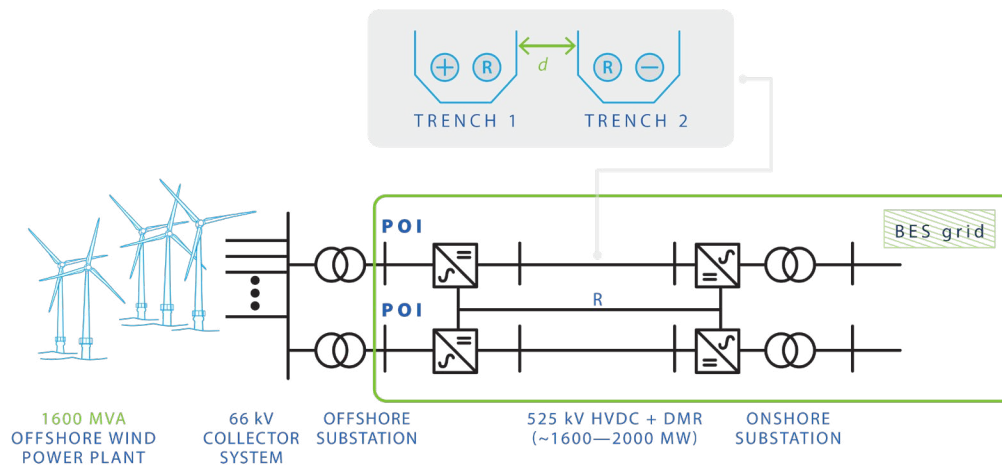 + R
d
R −
TRENCH 1
TRENCH 2
POI
BES grid
POI
R
1600 MVA
OFFSHORE WIND
POWER PLANT
66 kV
COLLECTOR
SYSTEM
OFFSHORE
SUBSTATION
525 kV HVDC + DMR
(~1600—2000 MW)
ONSHORE
SUBSTATION